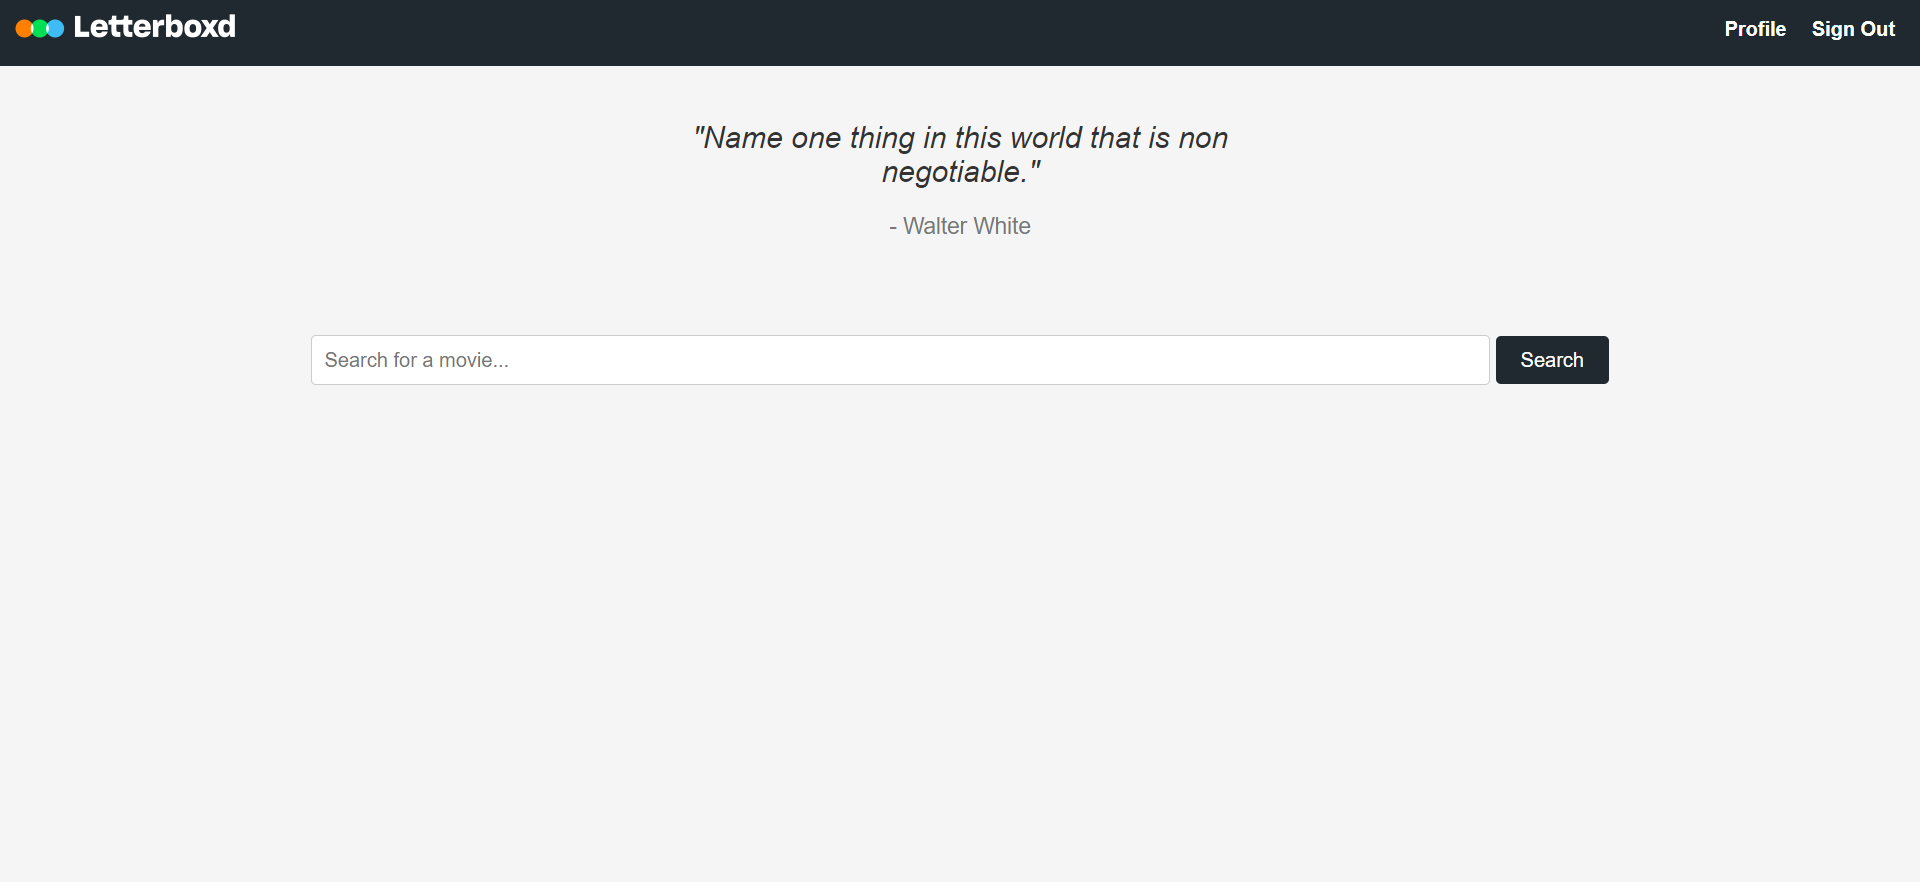 Letterboxd
Profile
Sign Out
"Name one thing in this world that is non
negotiable."
- Walter White
Search for a movie...
Search